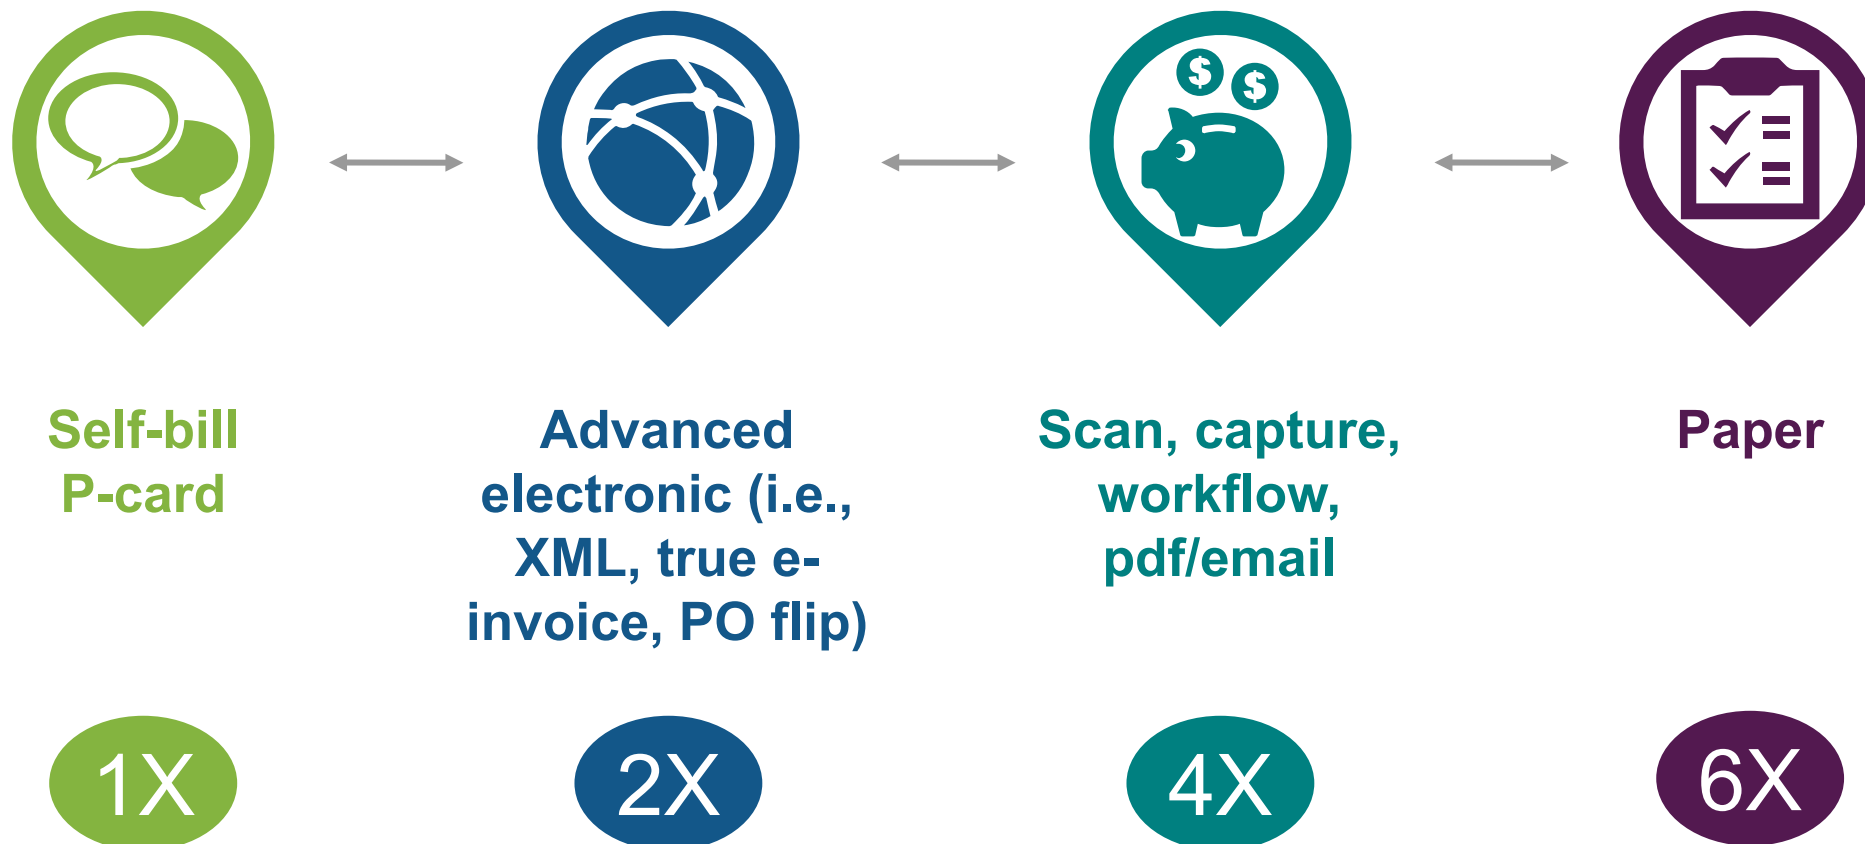 Self-bill
P-card
Advanced
electronic (i.e.,
XML, true e-
invoice, PO flip)
Scan, capture,
workflow,
pdf/email
Paper
1X
2X
4X
6X
$
$